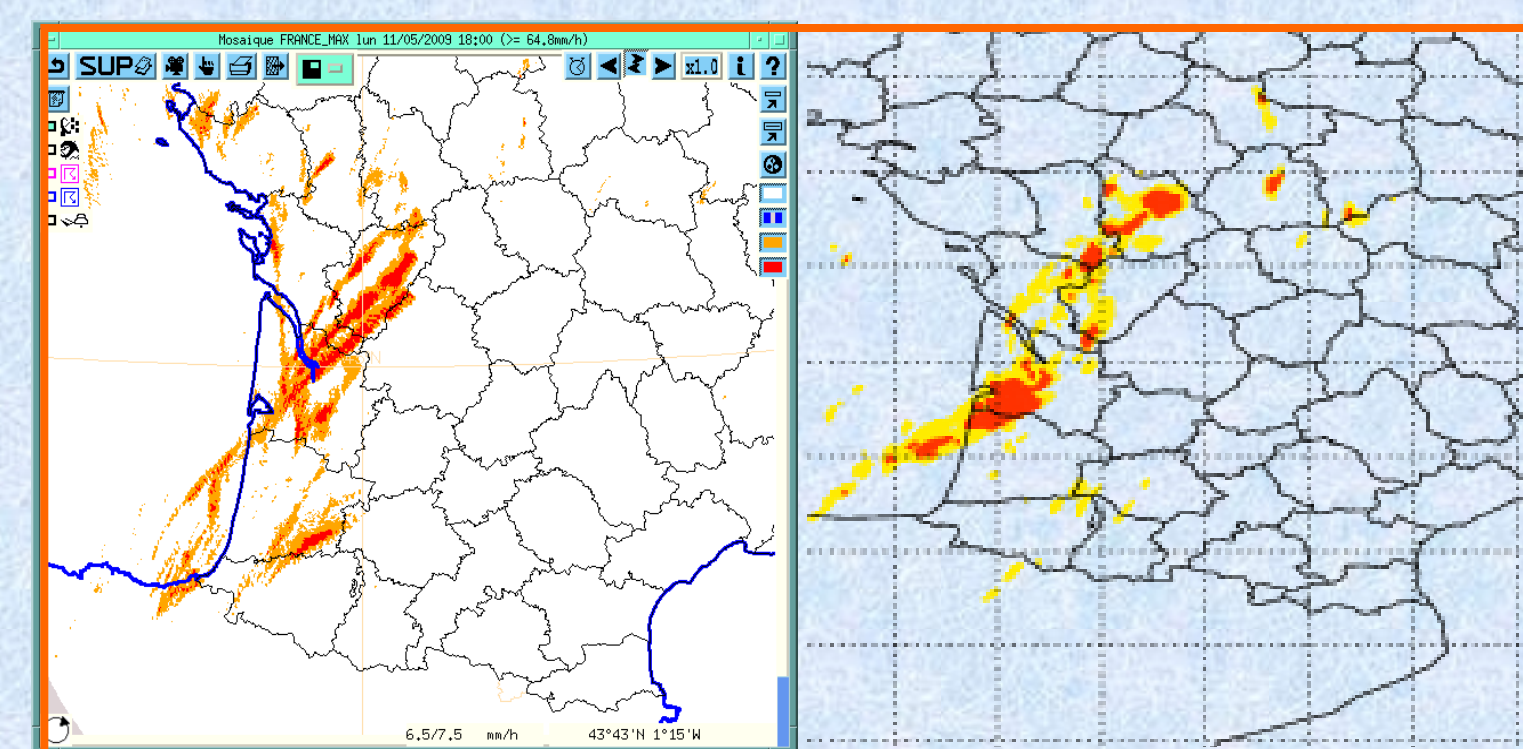 Mosaique FRANCE_MAX lun 11/05/2009 18:00 (>= 64,8mm/h)
SUP
x1.0
i
?
6.5/7.5 mm/h
43°43'N 1°15'W